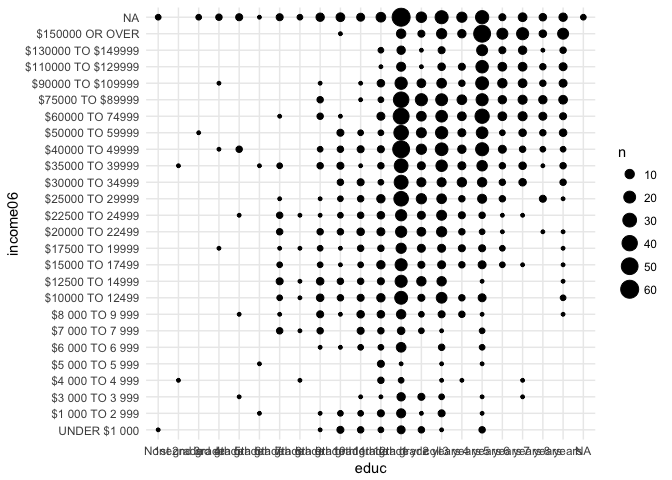 NA
$150000 OR OVER
$130000 TO $149999
$110000 TO $129999
$90000 TO $109999
$75000 TO $89999
$60000 TO 74999
$50000 TO 59999
$40000 TO 49999
$35000 TO 39999
$30000 TO 34999
$25000 TO 29999
$22500 TO 24999
$20000 TO 22499
$17500 TO 19999
$15000 TO 17499
$12500 TO 14999
$10000 TO 12499
$8 000 TO 9 999
$7 000 TO 7 999
$6 000 TO 6 999
$5 000 TO 5 999
$4 000 TO 4 999
$3 000 TO 3 999
$1 000 TO 2 999
UNDER $1 000
income06
NA
educ
n
10
20
30
40
50
60